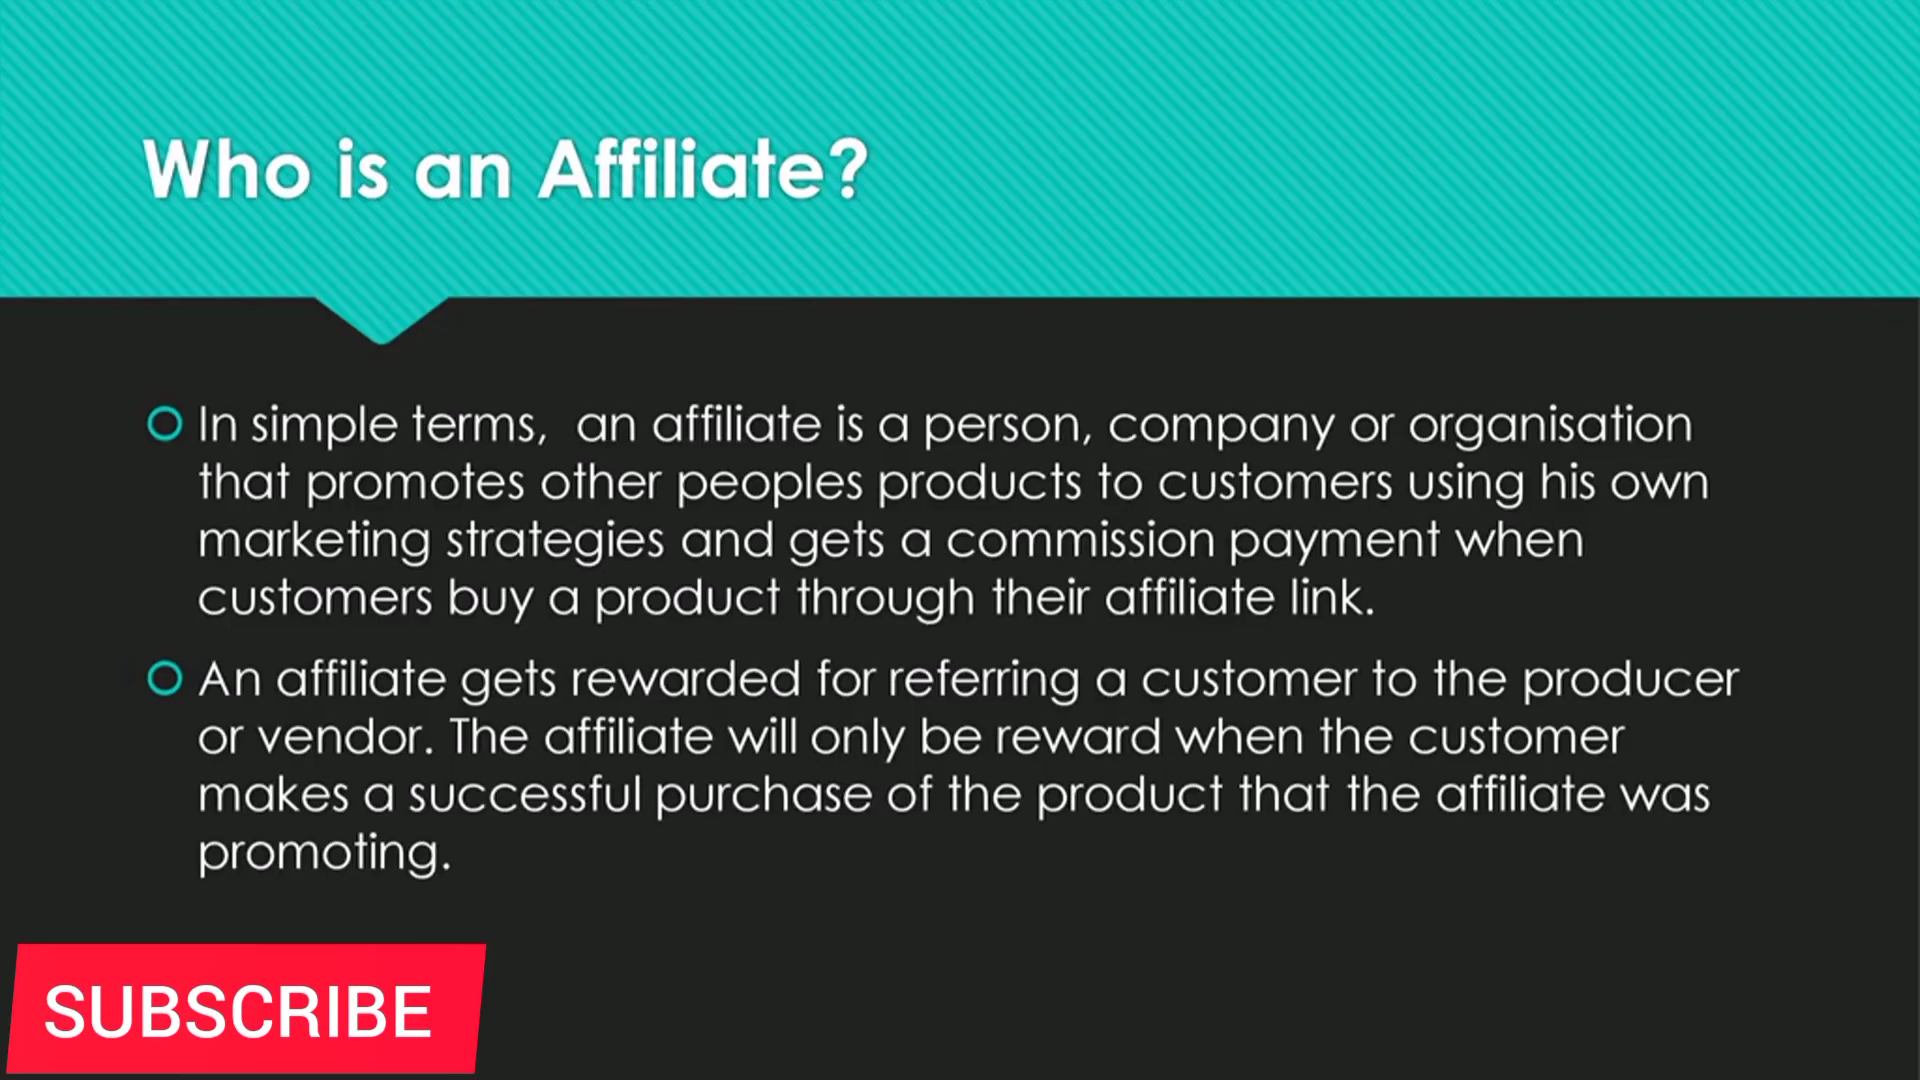 Who is an Affiliate?
In simple terms,  an affiliate is a person, company or organisation
that promotes other peoples products to customers using his own
marketing strategies and gets a commission payment when
customers buy a product through their affiliate link.
An affiliate gets rewarded for referring a customer to the producer
or vendor. The affiliate will only be reward when the customer
makes a successful purchase of the product that the affiliate was
promoting.
SUBSCRIBE